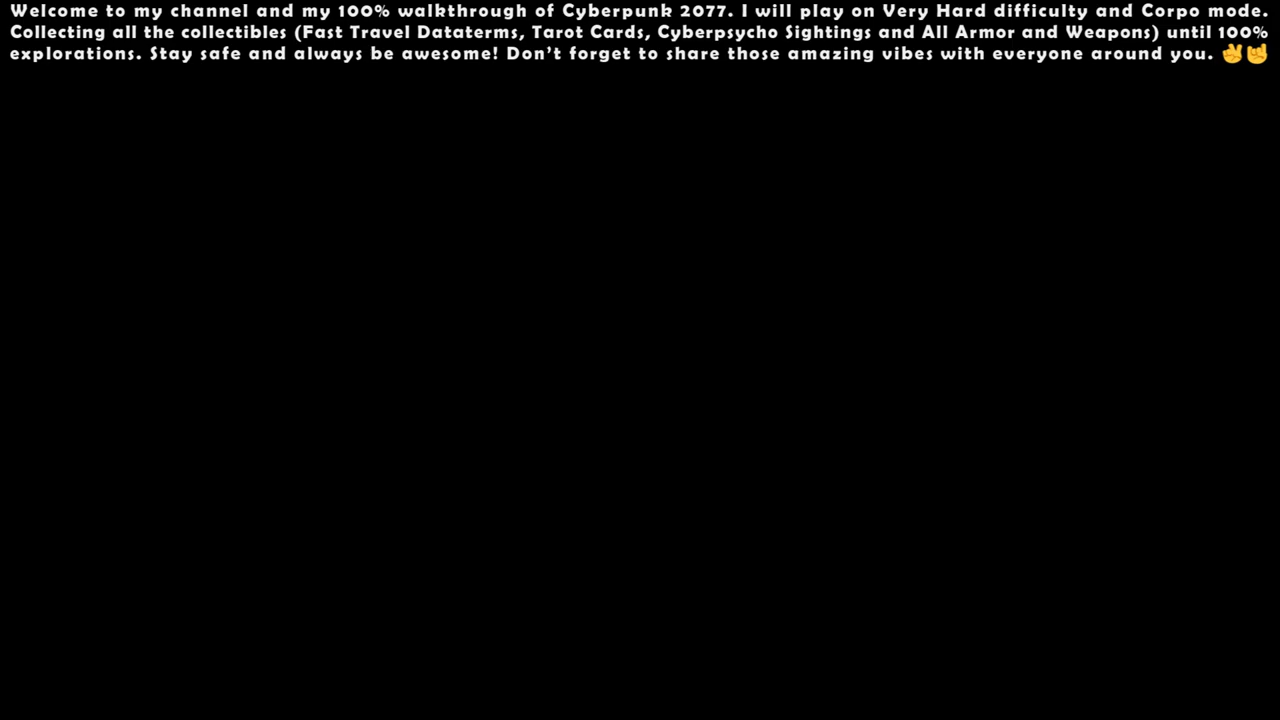 Welcome to my channel and my 100% walkthrough of Cyberpunk 2077. I will play on Very Hard difficulty and Corpo mode.
Collecting all the collectibles (Fast Travel Dataterms, Tarot Cards, Cyberpsycho Sightings and All Armor and Weapons) until 100%
explorations. Stay safe and always be awesome! Don’t forget to share those amazing vibes with everyone around you. ✌🤘